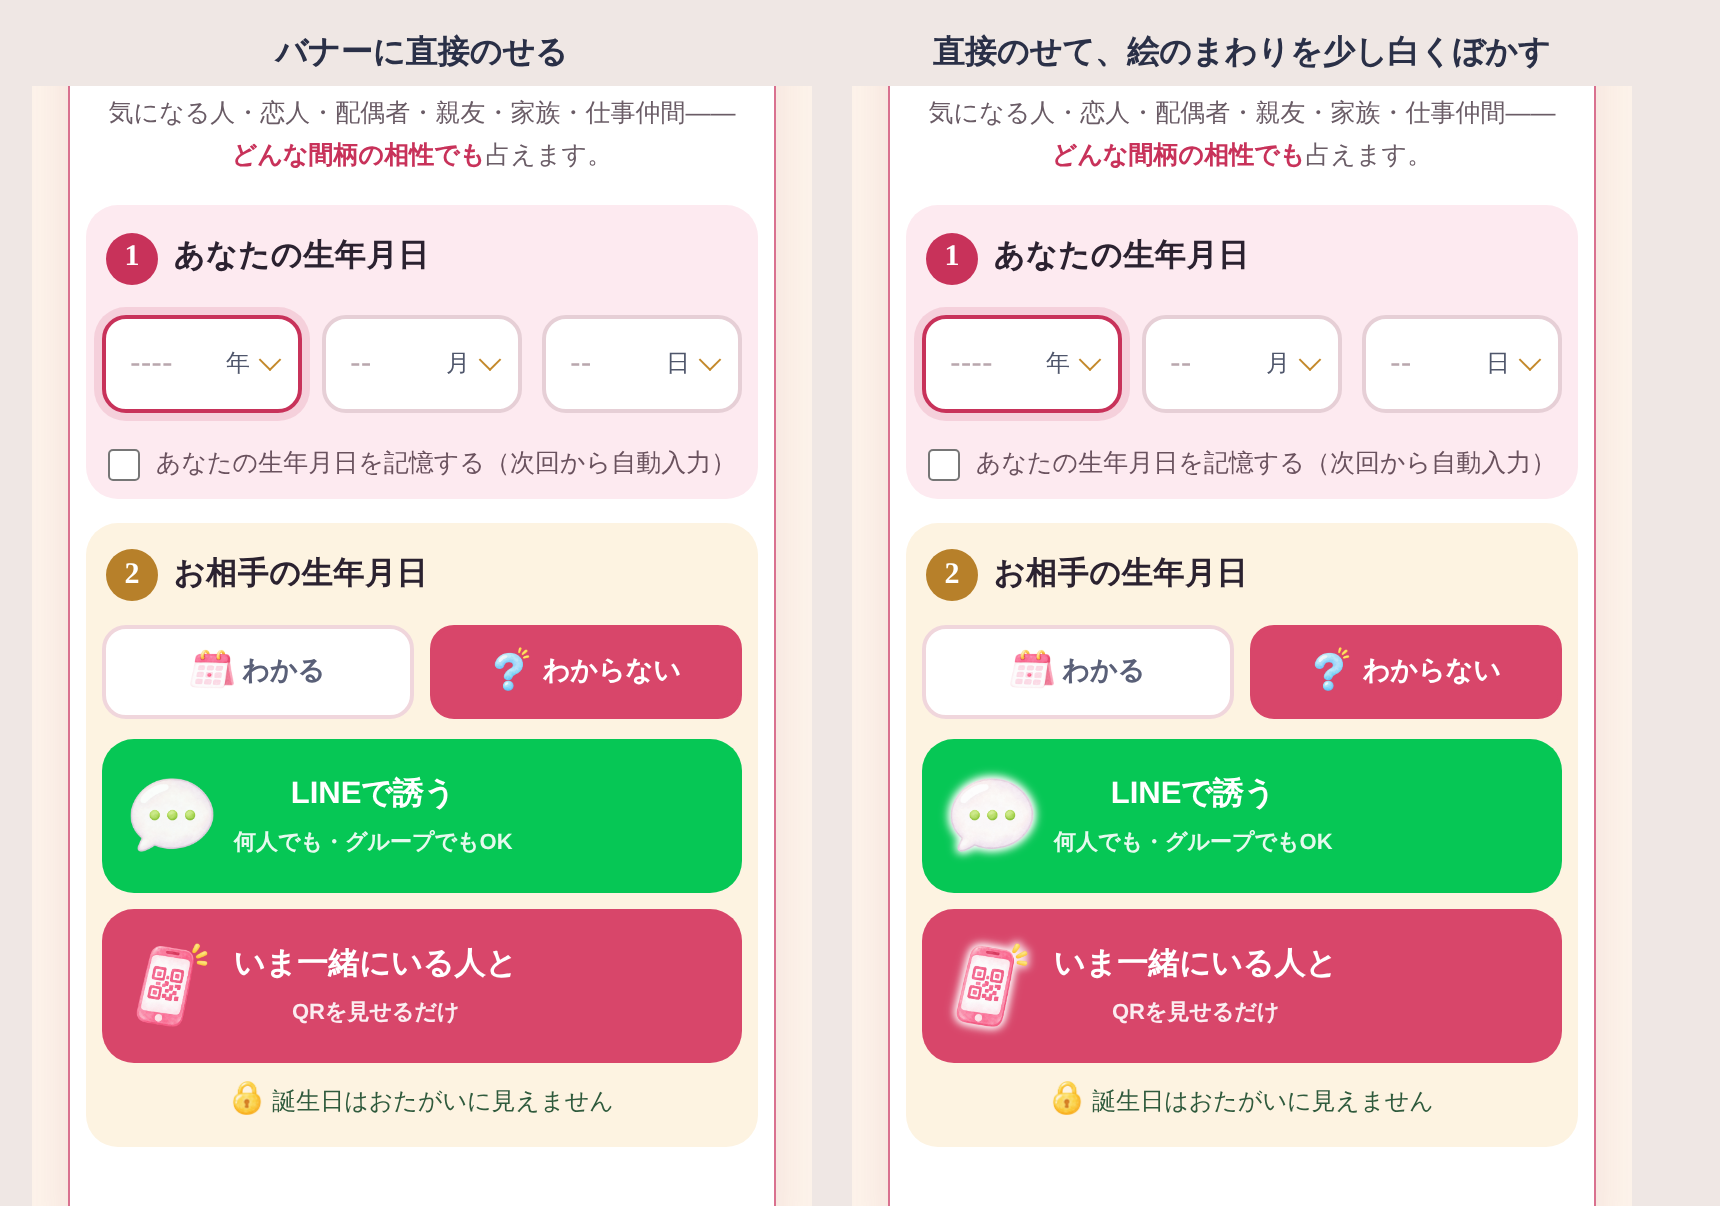 バナーに直接のせる
気になる人・恋人・配偶者・親友・家族・仕事仲間——
どんな間柄の相性でも占えます。
1 あなたの生年月日
---- 年 -- 月 -- 日
あなたの生年月日を記憶する（次回から自動入力）
2 お相手の生年月日
わかる わからない
LINEで誘う
何人でも・グループでもOK
いま一緒にいる人と
QRを見せるだけ
誕生日はおたがいに見えません
直接のせて、絵のまわりを少し白くぼかす
気になる人・恋人・配偶者・親友・家族・仕事仲間——
どんな間柄の相性でも占えます。
1 あなたの生年月日
---- 年 -- 月 -- 日
あなたの生年月日を記憶する（次回から自動入力）
2 お相手の生年月日
わかる わからない
LINEで誘う
何人でも・グループでもOK
いま一緒にいる人と
QRを見せるだけ
誕生日はおたがいに見えません